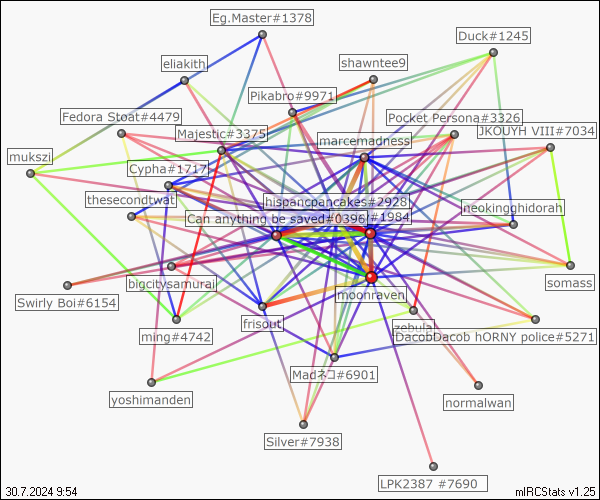 Eg.Master#1378
Duck#1245
eliakith
shawntee9
Pikabro#9971
Fedora Stoat#4479
Pocket Persona#3326
Majestic#3375
JKOUYH VIII#7034
marcemadness
mukszi
Cypha#1717
thesecondtwat
hispancpancakes#2928
neokingghidorah
Can anything be saved#0396
#1984
bigcitysamurai
somass
moonraven
Swirly Boi#6154
frisout
zebula
ming#4742
DacobDacob hORNY police#5271
Madネコ#6901
yoshimanden
normalwan
Silver#7938
LPK2387 #7690
30.7.2024 9:54
mIRCStats v1.25